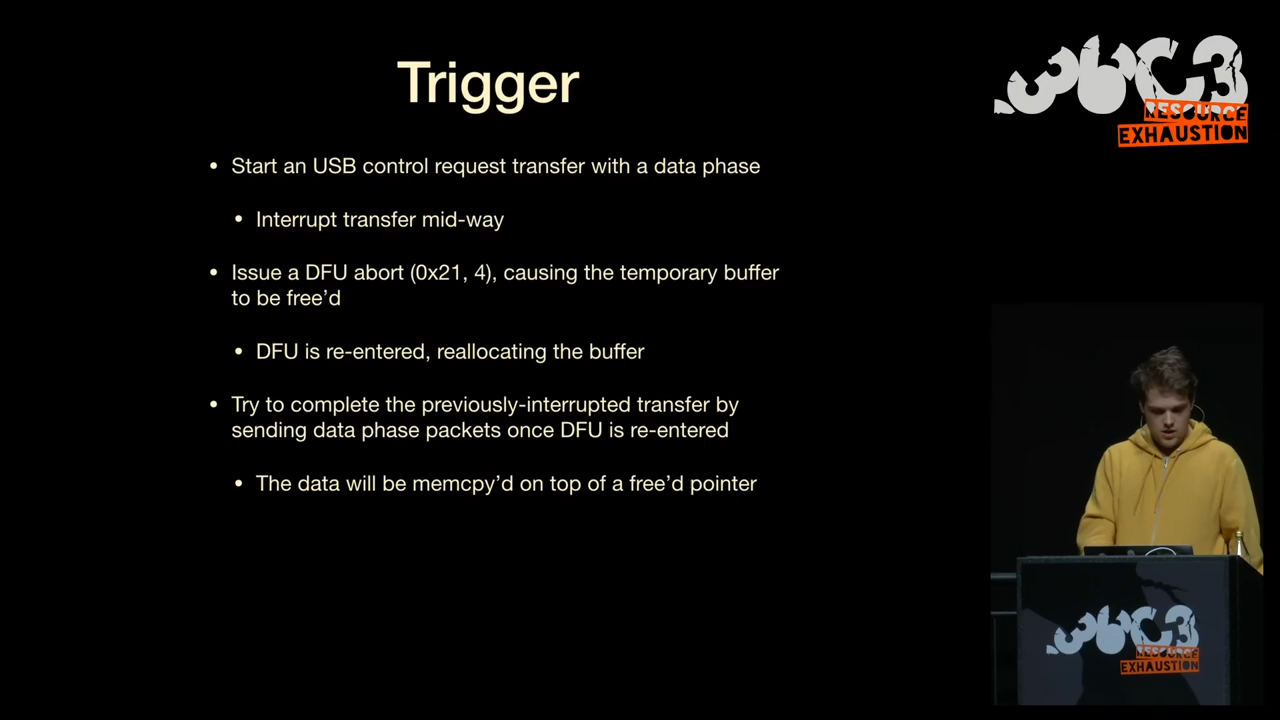 Trigger
36C3
RESOURCE
EXHAUSTION
• Start an USB control request transfer with a data phase
• Interrupt transfer mid-way
• Issue a DFU abort (0x21, 4), causing the temporary buffer
to be free’d
• DFU is re-entered, reallocating the buffer
• Try to complete the previously-interrupted transfer by
sending data phase packets once DFU is re-entered
• The data will be memcpy’d on top of a free’d pointer
36C3
RESOURCE
EXHAUSTION